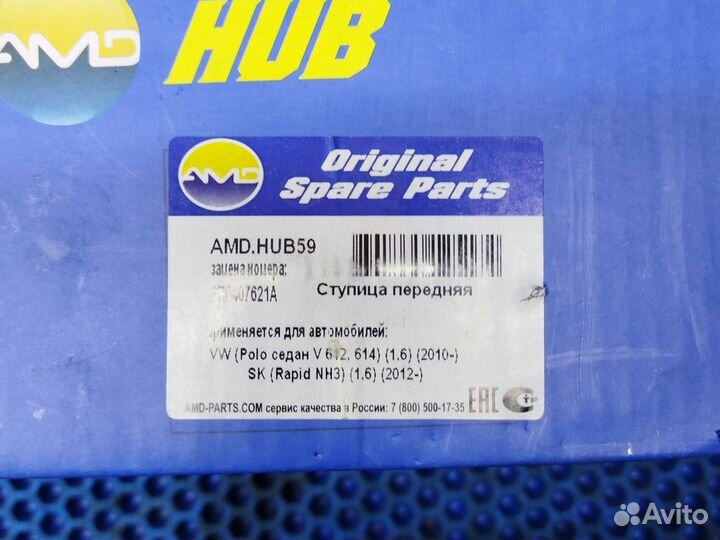 AMD HUB
AMD
Original
Spare Parts
AMD.HUB59
замена номера:
Ступица передняя
применяется для автомобилей:
VW (Polo седан V 612, 614) (1.6) (2010-)
SK (Rapid NH3) (1.6) (2012-)
AMD-PARTS.COM сервис качества в России: 7 (800) 500-17-35 EAC
Avito